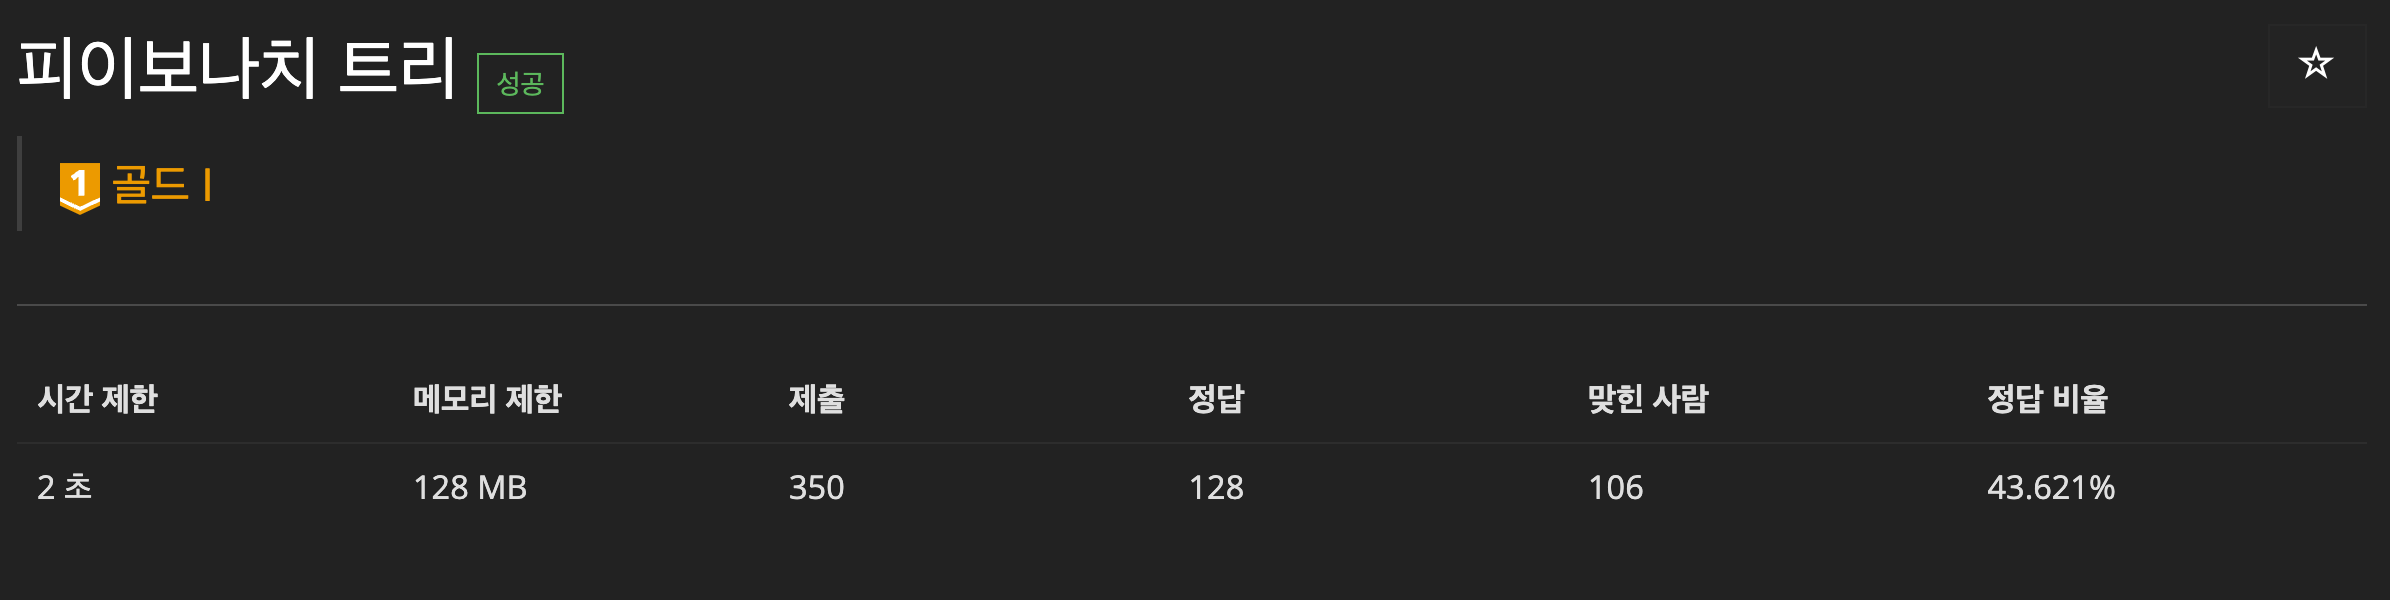 피이보나치 트리 성공
1 골드 I
시간 제한 메모리 제한 제출 정답 맞힌 사람 정답 비율
2 초 128 MB 350 128 106 43.621%